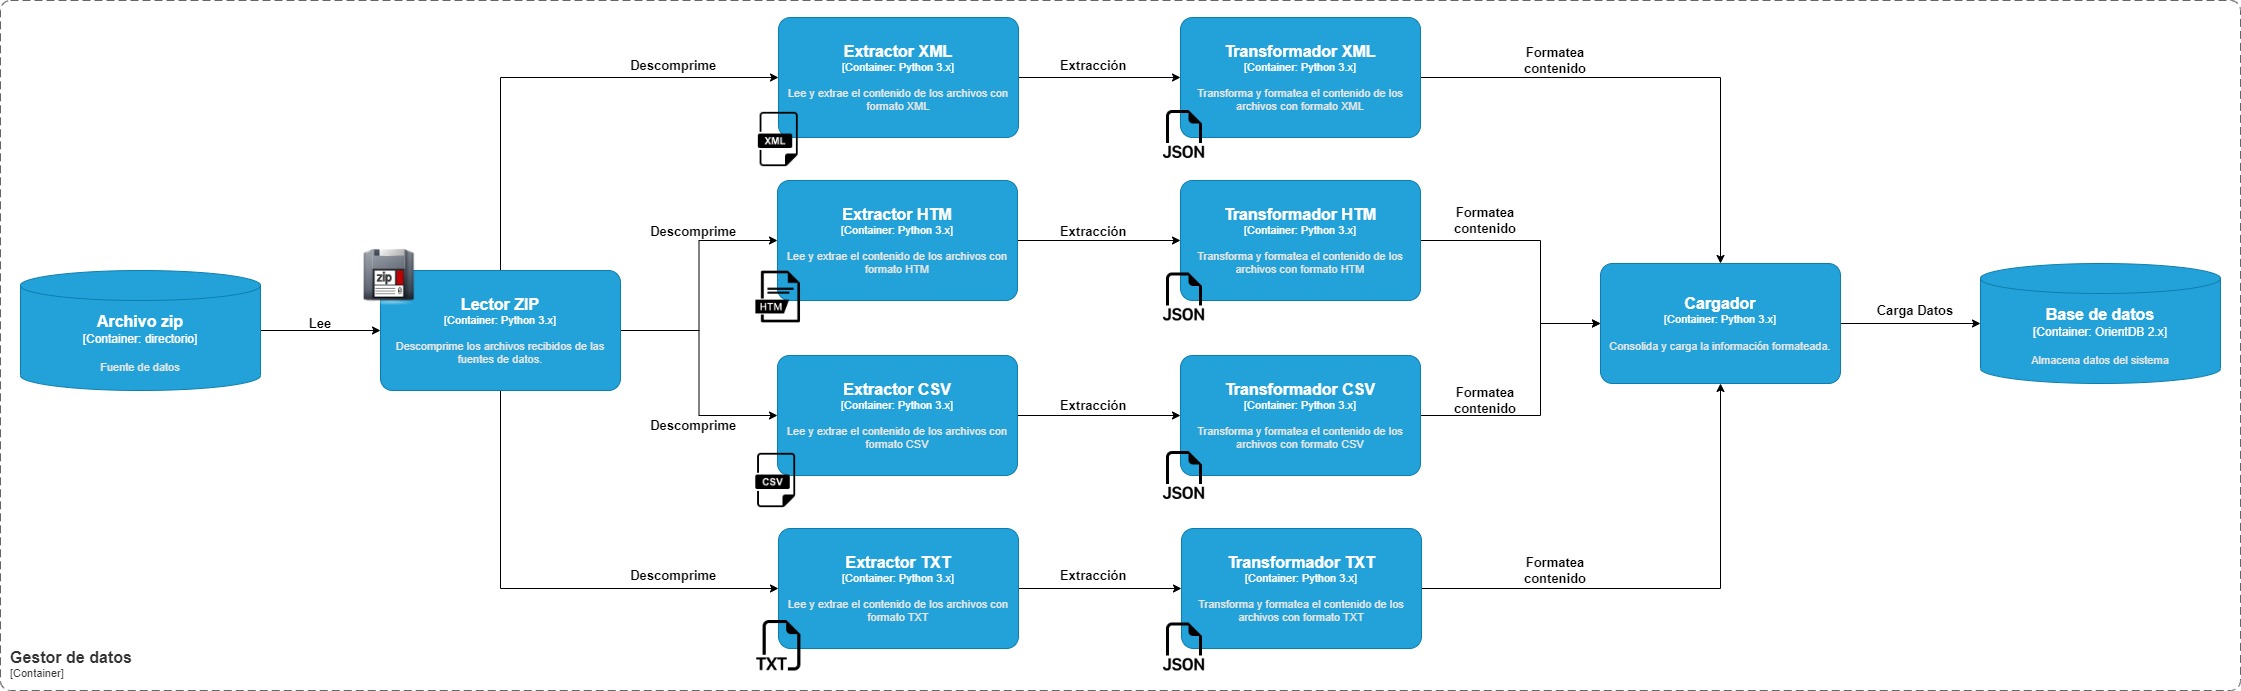 Descomprime
Extractor XML
[Container: Python 3.x]
Lee y extrae el contenido de los archivos con
formato XML
XML
Extracción
Transformador XML
[Container: Python 3.x]
Transforma y formatea el contenido de los
archivos con formato XML
JSON
Formatea
contenido
Descomprime
Extractor HTM
[Container: Python 3.x]
Lee y extrae el contenido de los archivos con
formato HTM
HTM
Extracción
Transformador HTM
[Container: Python 3.x]
Transforma y formatea el contenido de los
archivos con formato HTM
JSON
Formatea
contenido
Archivo zip
[Container: directorio]
Fuente de datos
Lee
zip
Lector ZIP
[Container: Python 3.x]
Descomprime los archivos recibidos de las
fuentes de datos.
Cargador
[Container: Python 3.x]
Consolida y carga la información formateada.
Carga Datos
Base de datos
[Container: OrientDB 2.x]
Almacena datos del sistema
Descomprime
Extractor CSV
[Container: Python 3.x]
Lee y extrae el contenido de los archivos con
formato CSV
CSV
Extracción
Transformador CSV
[Container: Python 3.x]
Transforma y formatea el contenido de los
archivos con formato CSV
JSON
Formatea
contenido
Descomprime
Extractor TXT
[Container: Python 3.x]
Lee y extrae el contenido de los archivos con
formato TXT
TXT
Extracción
Transformador TXT
[Container: Python 3.x]
Transforma y formatea el contenido de los
archivos con formato TXT
JSON
Formatea
contenido
Gestor de datos
[Container]